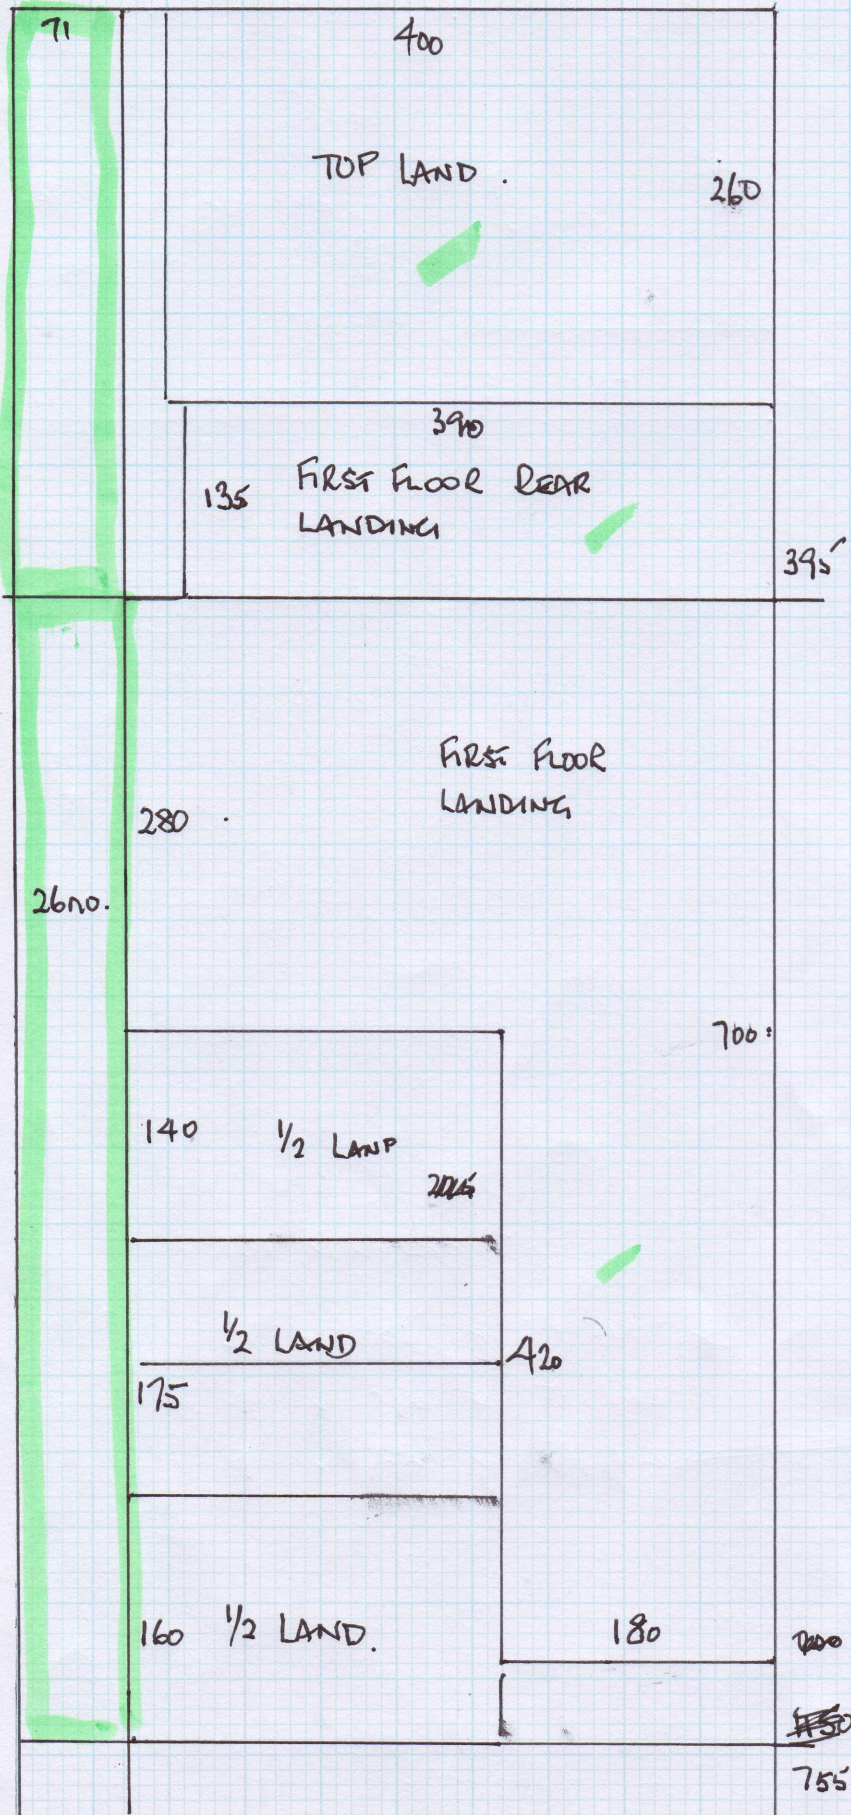 71
400
TOP LAND.
260
390
135 FIRST FLOOR REAR
LANDING
395
FIRST FLOOR
LANDING
280
26no.
700
140 1/2 LAND
1/2 LAND
420
175
160 1/2 LAND.
180
755